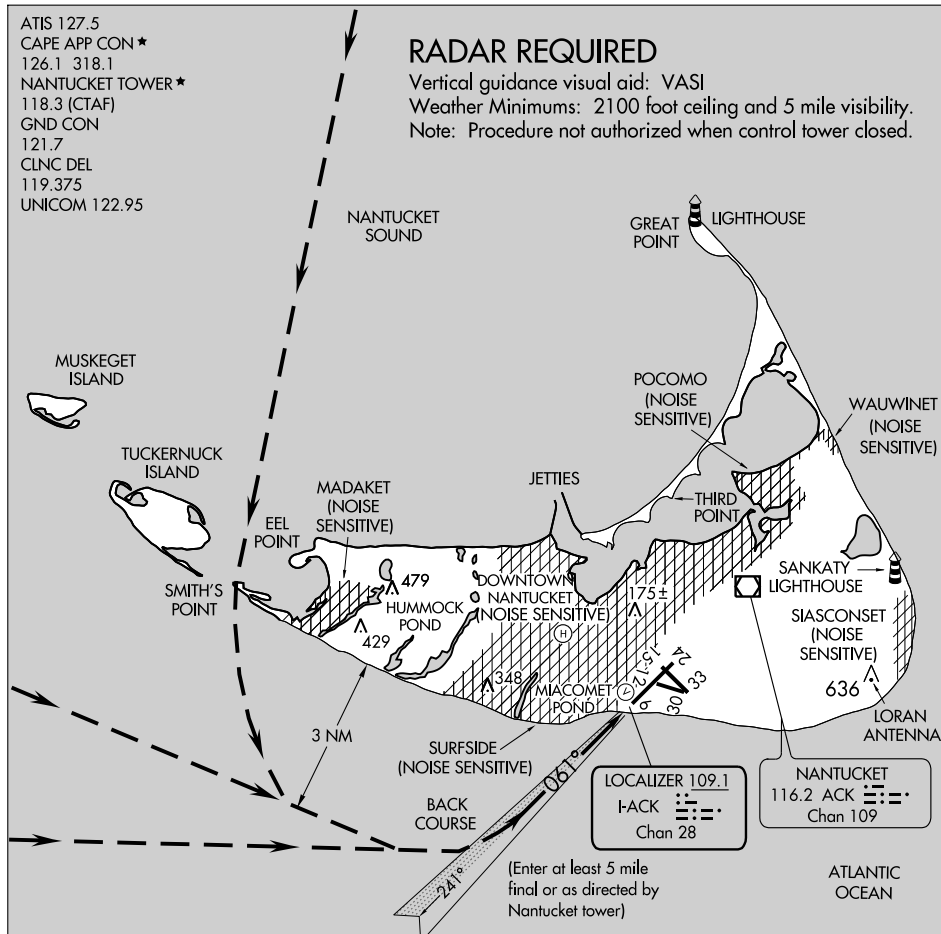 ATIS 127.5
CAPE APP CON ★
126.1 318.1
NANTUCKET TOWER ★
118.3 (CTAF)
GND CON
121.7
CLNC DEL
119.375
UNICOM 122.95
RADAR REQUIRED
Vertical guidance visual aid: VASI
Weather Minimums: 2100 foot ceiling and 5 mile visibility.
Note: Procedure not authorized when control tower closed.
NANTUCKET
SOUND
GREAT
POINT
LIGHTHOUSE
MUSKEGET
ISLAND
POCOMO
(NOISE
SENSITIVE)
WAUWINET
(NOISE
SENSITIVE)
TUCKERNUCK
ISLAND
MADAKET
(NOISE
SENSITIVE)
JETTIES
THIRD
POINT
EEL
POINT
SMITH'S
POINT
479
429
HUMMOCK
POND
DOWNTOWN
NANTUCKET
(NOISE SENSITIVE)
H
175±
SANKATY
LIGHTHOUSE
SIASCONSET
(NOISE
SENSITIVE)
636
LORAN
ANTENNA
348
MIACOMET
POND
V
15
12
24
33
30
6
3 NM
SURFSIDE
(NOISE SENSITIVE)
061°
BACK
COURSE
241°
LOCALIZER 109.1
I-ACK
Chan 28
NANTUCKET
116.2 ACK
Chan 109
(Enter at least 5 mile
final or as directed by
Nantucket tower)
ATLANTIC
OCEAN